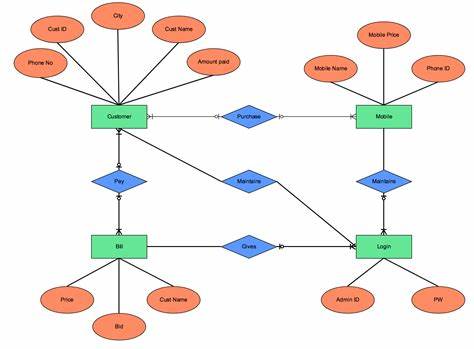 City
Cust ID
Cust Name
Mobile Price
Phone No
Amount paid
Mobile Name
Phone ID
Customer
Purchase
Mobile
Pay
Maintains
Maintains
Bill
Gives
Login
Price
Cust Name
Admin ID
PW
Bid